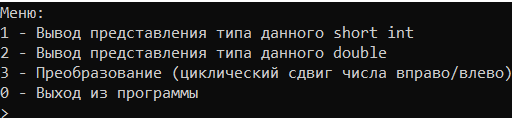 Меню:
1 - Вывод представления типа данного short int
2 - Вывод представления типа данного double
3 - Преобразование (циклический сдвиг числа вправо/влево)
0 - Выход из программы
>